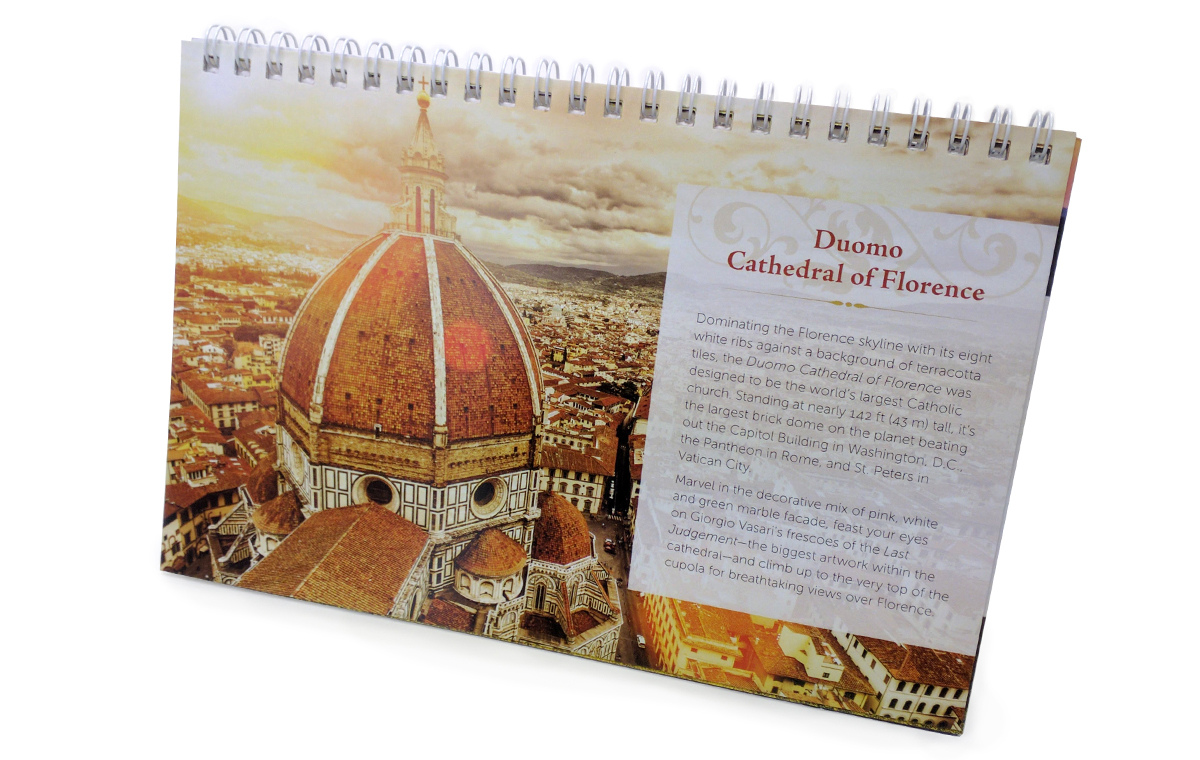 Duomo
Cathedral of Florence
Dominating the Florence skyline with its eight
white ribs against a background of terracotta
tiles, the Duomo Cathedral of Florence was
designed to be the world's largest Catholic
church. Standing at nearly 142 ft (43 m) tall, it's
the largest brick dome on the planet beating
out the Capitol Building in Washington, D.C.,
the Pantheon in Rome, and St. Peters in
Vatican City.
Marvel in the decorative mix of pink, white
and green marble facade, feast your eyes
on Giorgio Vasari's frescoes of the Last
Judgement—the biggest artwork within the
cathedral—and climb up to the very top of the
cupola for breathtaking views over Florence.